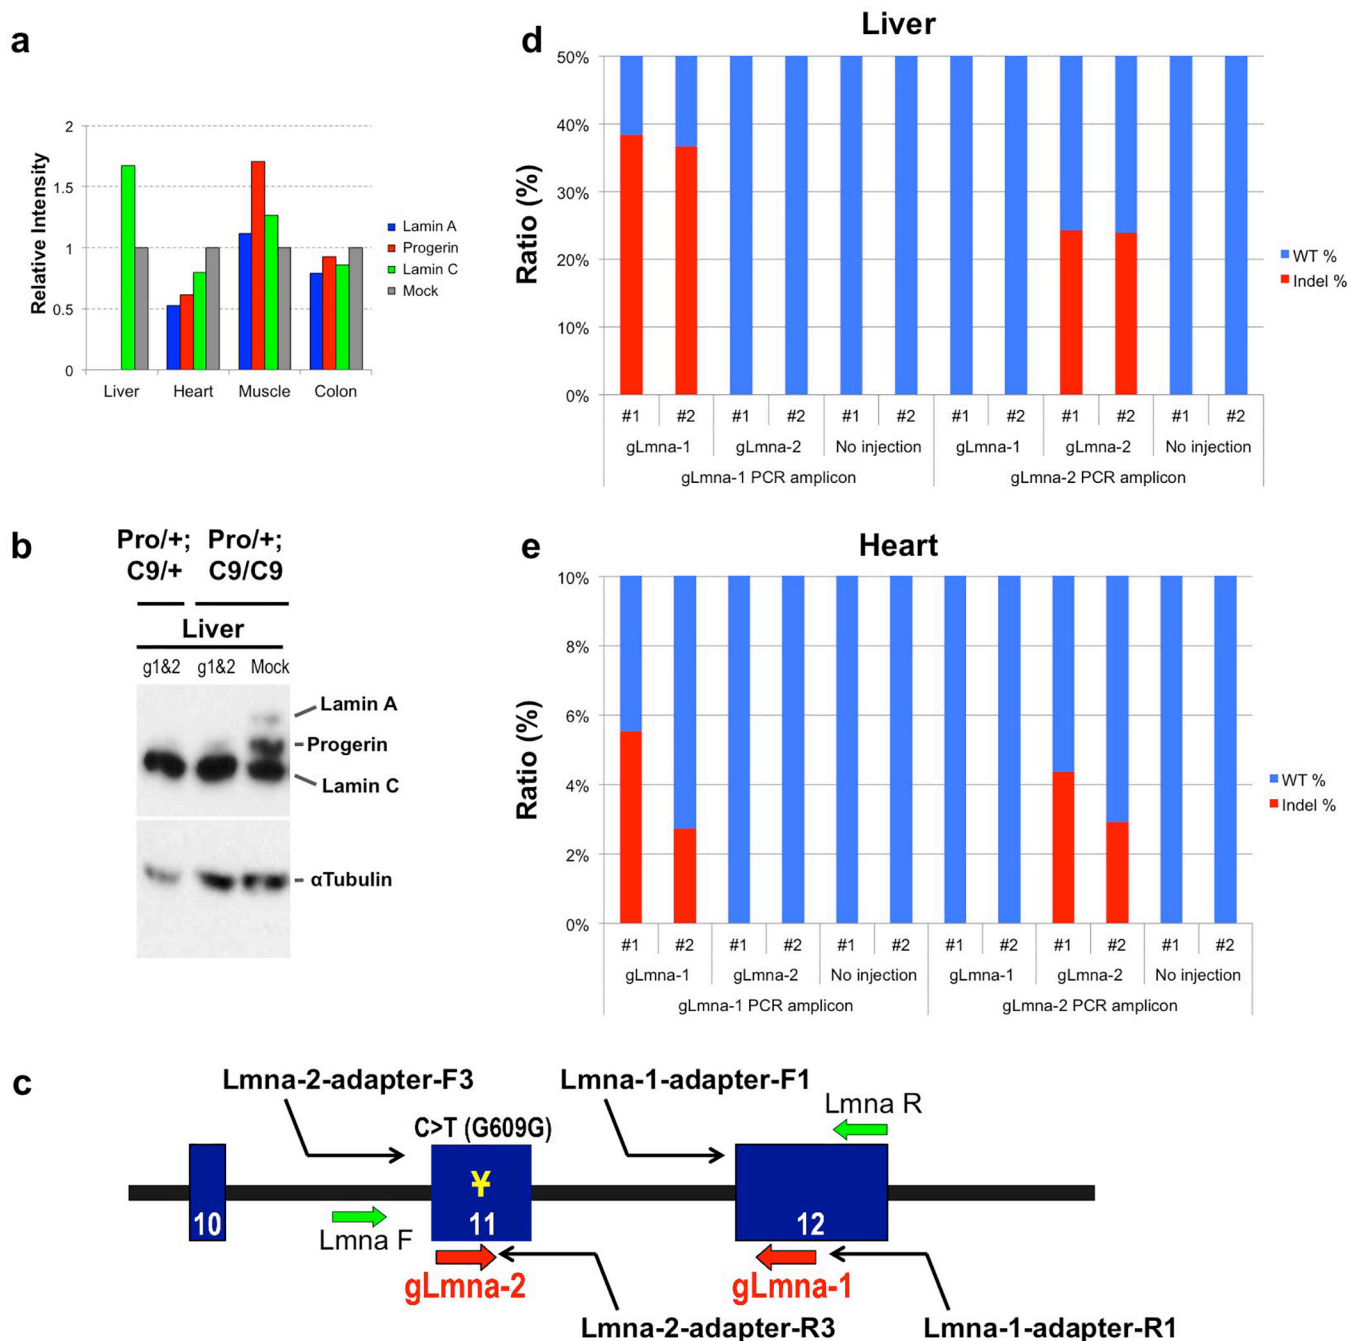 a
2
1.5
1
0.5
0
Relative Intensity
Liver
Heart
Muscle
Colon
Lamin A
Progerin
Lamin C
Mock
d
Liver
50%
40%
30%
20%
10%
0%
Ratio (%)
#1 #2 #1 #2 #1 #2 #1 #2 #1 #2 #1 #2
gLmna-1 gLmna-2 No injection gLmna-1 gLmna-2 No injection
gLmna-1 PCR amplicon gLmna-2 PCR amplicon
WT %
Indel %
b
Pro/+; Pro/+;
C9/+ C9/C9
Liver
g1&2 g1&2 Mock
Lamin A
Progerin
Lamin C
αTubulin
e
Heart
10%
8%
6%
4%
2%
0%
Ratio (%)
#1 #2 #1 #2 #1 #2 #1 #2 #1 #2 #1 #2
gLmna-1 gLmna-2 No injection gLmna-1 gLmna-2 No injection
gLmna-1 PCR amplicon gLmna-2 PCR amplicon
WT %
Indel %
c
Lmna-2-adapter-F3 Lmna-1-adapter-F1
Lmna R
C>T (G609G)
¥
10 11 12
Lmna F
gLmna-2 gLmna-1
Lmna-2-adapter-R3 Lmna-1-adapter-R1